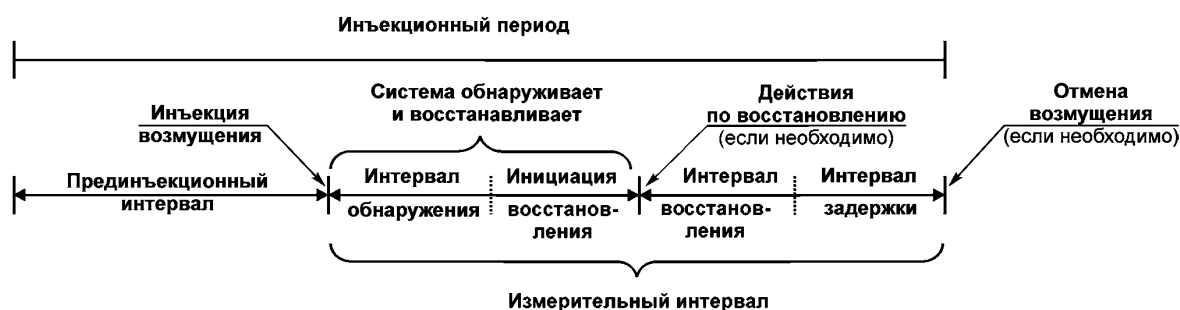 Инъекционный период
Система обнаруживает
и восстанавливает
Инъекция
возмущения
Действия
по восстановлению
(если необходимо)
Отмена
возмущения
(если необходимо)
Прединъекционный
интервал
Интервал
обнаружения
Инициация
восстанов-
ления
Интервал
восстанов-
ления
Интервал
задержки
Измерительный интервал